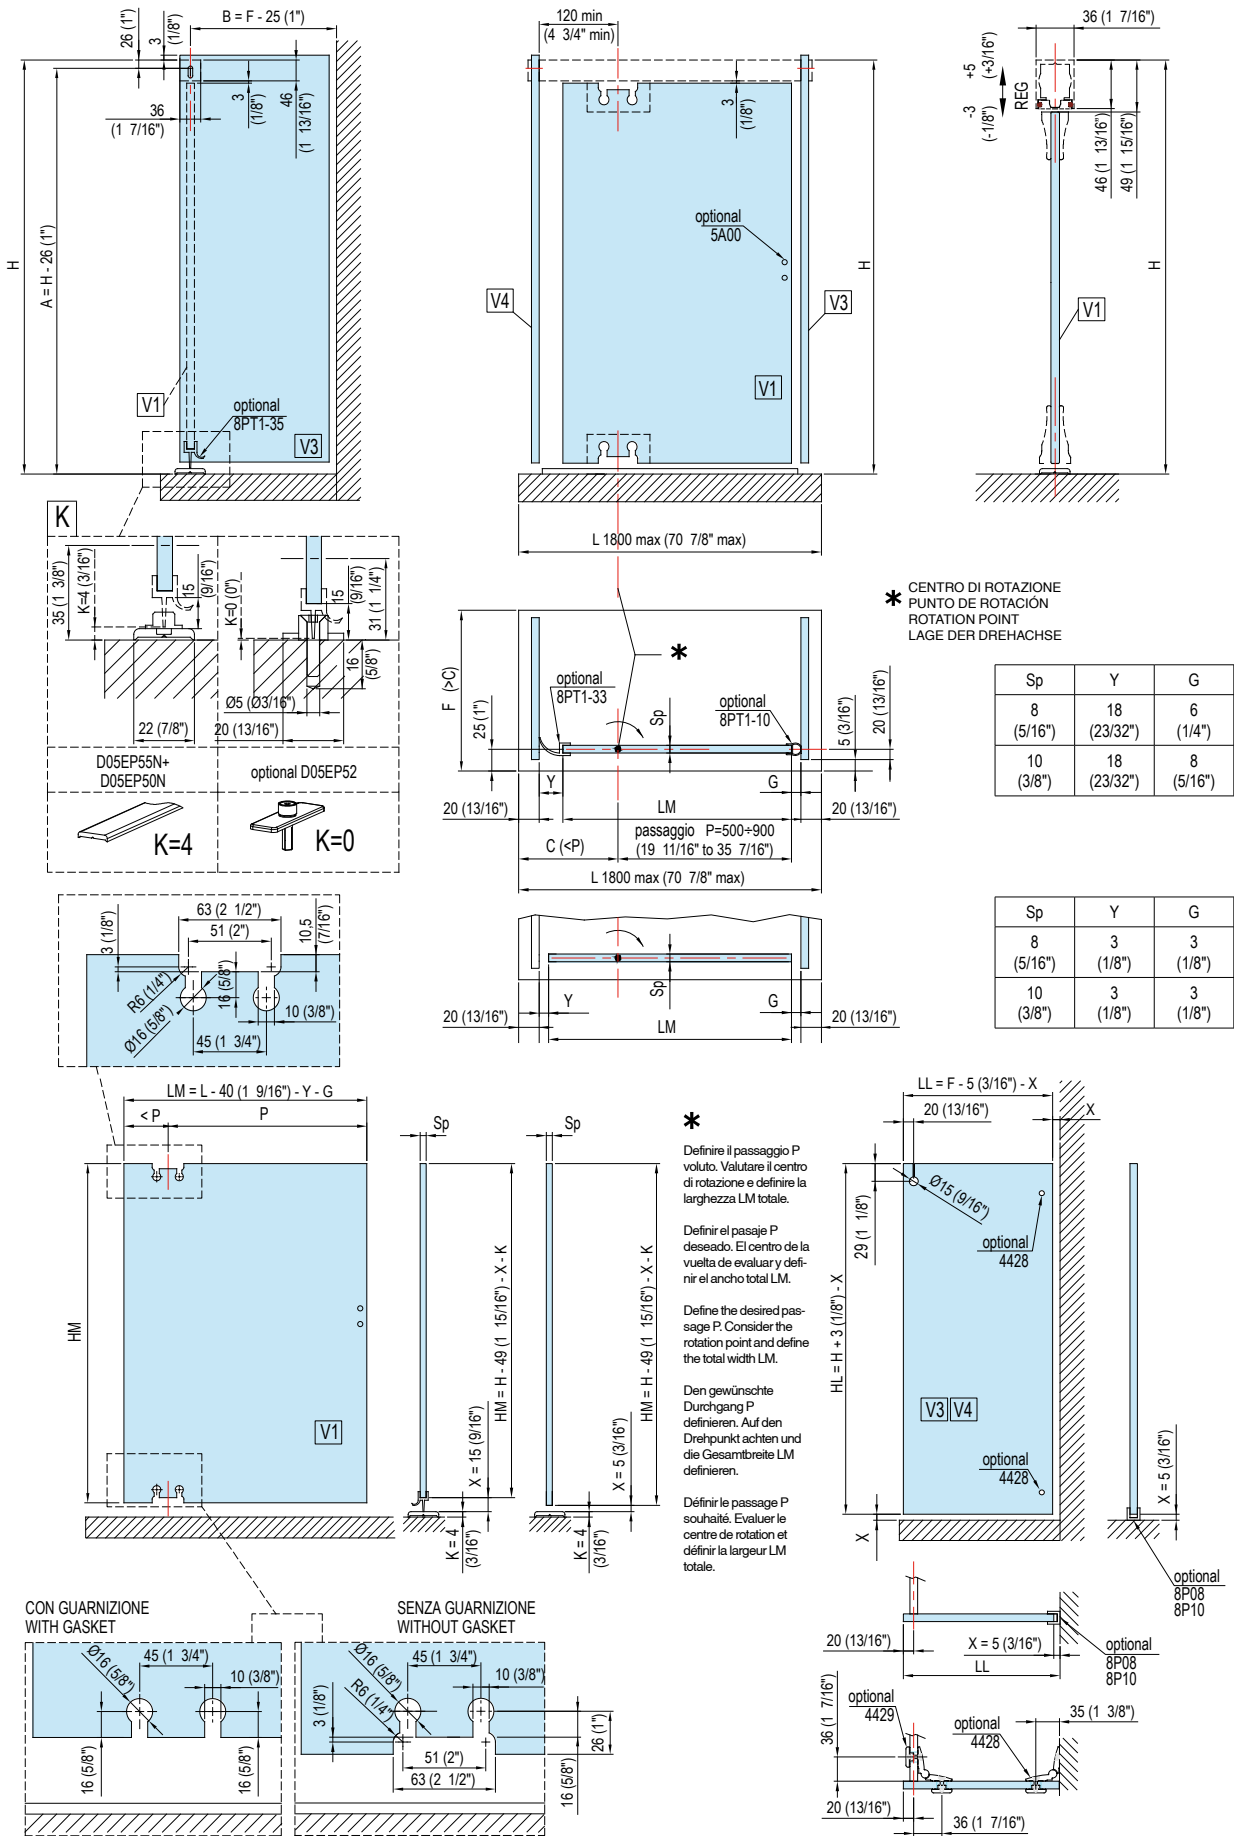 B = F - 25 (1")
26 (1")
3
(1/8")
36
(1 7/16")
3
(1/8")
46
(1 13/16")
H
A = H - 26 (1")
V1
optional
8PT1-35
V3
120 min
(4 3/4" min)
3
(1/8")
optional
5A00
V4
V3
V1
H
L 1800 max (70 7/8" max)
36 (1 7/16")
+5
(+3/16")
-3
(-1/8")
REG
46 (1 13/16")
49 (1 15/16")
V1
H
K
35 (1 3/8")
K=4 (3/16")
15
(9/16")
22 (7/8")
K=0 (0")
15
(9/16")
31 (1 1/4")
16
(5/8")
Ø5 (Ø3/16")
20 (13/16")
D05EP55N+
D05EP50N
optional D05EP52
K=4
K=0
* CENTRO DI ROTAZIONE
PUNTO DE ROTACIÓN
ROTATION POINT
LAGE DER DREHACHSE
F (>C)
25 (1")
optional
8PT1-33
*
Sp
optional
8PT1-10
5 (3/16")
20 (13/16")
Y
G
20 (13/16")
LM
20 (13/16")
C (<P)
passaggio P=500÷900
(19 11/16" to 35 7/16")
L 1800 max (70 7/8" max)
Sp Y G
8 18 6
(5/16") (23/32") (1/4")
10 18 8
(3/8") (23/32") (5/16")
Sp
Y
G
20 (13/16")
LM
20 (13/16")
Sp Y G
8 3 3
(5/16") (1/8") (1/8")
10 3 3
(3/8") (1/8") (1/8")
63 (2 1/2")
51 (2")
3 (1/8")
10,5
(7/16")
R6 (1/4")
Ø16 (5/8")
16 (5/8")
10 (3/8")
45 (1 3/4")
LM = L - 40 (1 9/16") - Y - G
< P
P
HM
V1
Sp
Sp
HM = H - 49 (1 15/16") - X - K
HM = H - 49 (1 15/16") - X - K
X = 15 (9/16")
X = 5 (3/16")
K = 4
(3/16")
K = 4
(3/16")
*
Definire il passaggio P
voluto. Valutare il centro
di rotazione e definire la
larghezza LM totale.
Definir el pasaje P
deseado. El centro de la
vuelta de evaluar y defi-
nir el ancho total LM.
Define the desired pas-
sage P. Consider the
rotation point and define
the total width LM.
Den gewünschte
Durchgang P
definieren. Auf den
Drehpunkt achten und
die Gesamtbreite LM
definieren.
Définir le passage P
souhaité. Evaluer le
centre de rotation et
définir la largeur LM
totale.
LL = F - 5 (3/16") - X
20 (13/16")
X
Ø15 (9/16")
29 (1 1/8")
optional
4428
HL = H + 3 (1/8") - X
V3 V4
optional
4428
X
X = 5 (3/16")
optional
8P08
8P10
20 (13/16")
X = 5 (3/16")
LL
optional
8P08
8P10
36 (1 7/16")
optional
4429
optional
4428
35 (1 3/8")
20 (13/16")
36 (1 7/16")
CON GUARNIZIONE
WITH GASKET
Ø16 (5/8")
45 (1 3/4")
10 (3/8")
16 (5/8")
16 (5/8")
SENZA GUARNIZIONE
WITHOUT GASKET
Ø16 (5/8")
45 (1 3/4")
10 (3/8")
3 (1/8")
R6 (1/4")
51 (2")
63 (2 1/2")
26 (1")
16 (5/8")